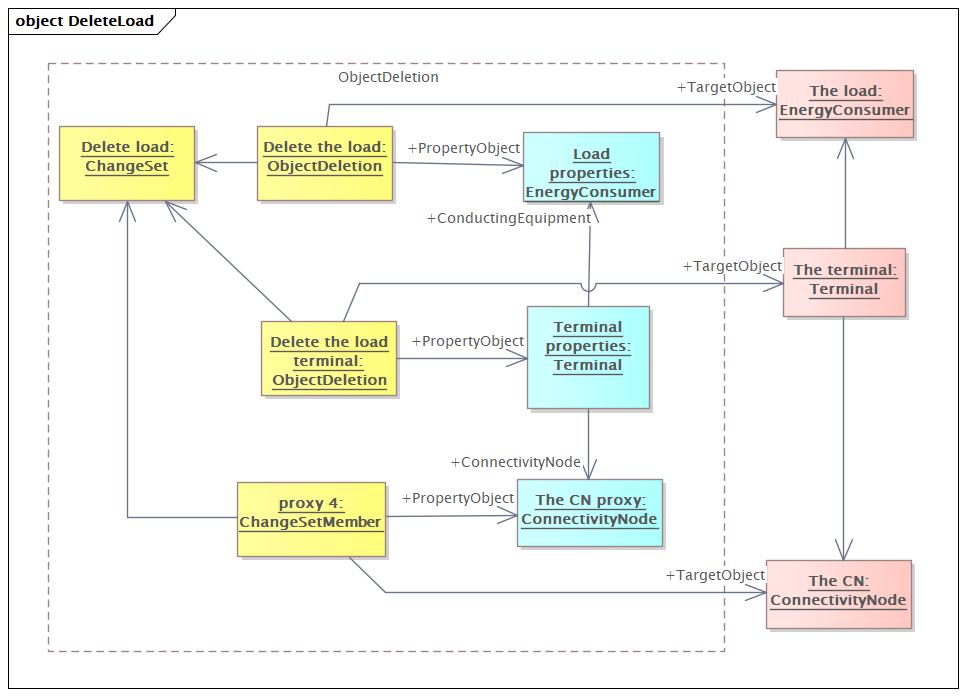 object DeleteLoad
ObjectDeletion
+TargetObject
The load:
EnergyConsumer
Delete load:
ChangeSet
Delete the load:
ObjectDeletion
+PropertyObject
Load
properties:
EnergyConsumer
+ConductingEquipment
+TargetObject
The terminal:
Terminal
Delete the load
terminal:
ObjectDeletion
+PropertyObject
Terminal
properties:
Terminal
+ConnectivityNode
proxy 4:
ChangeSetMember
+PropertyObject
The CN proxy:
ConnectivityNode
+TargetObject
The CN:
ConnectivityNode